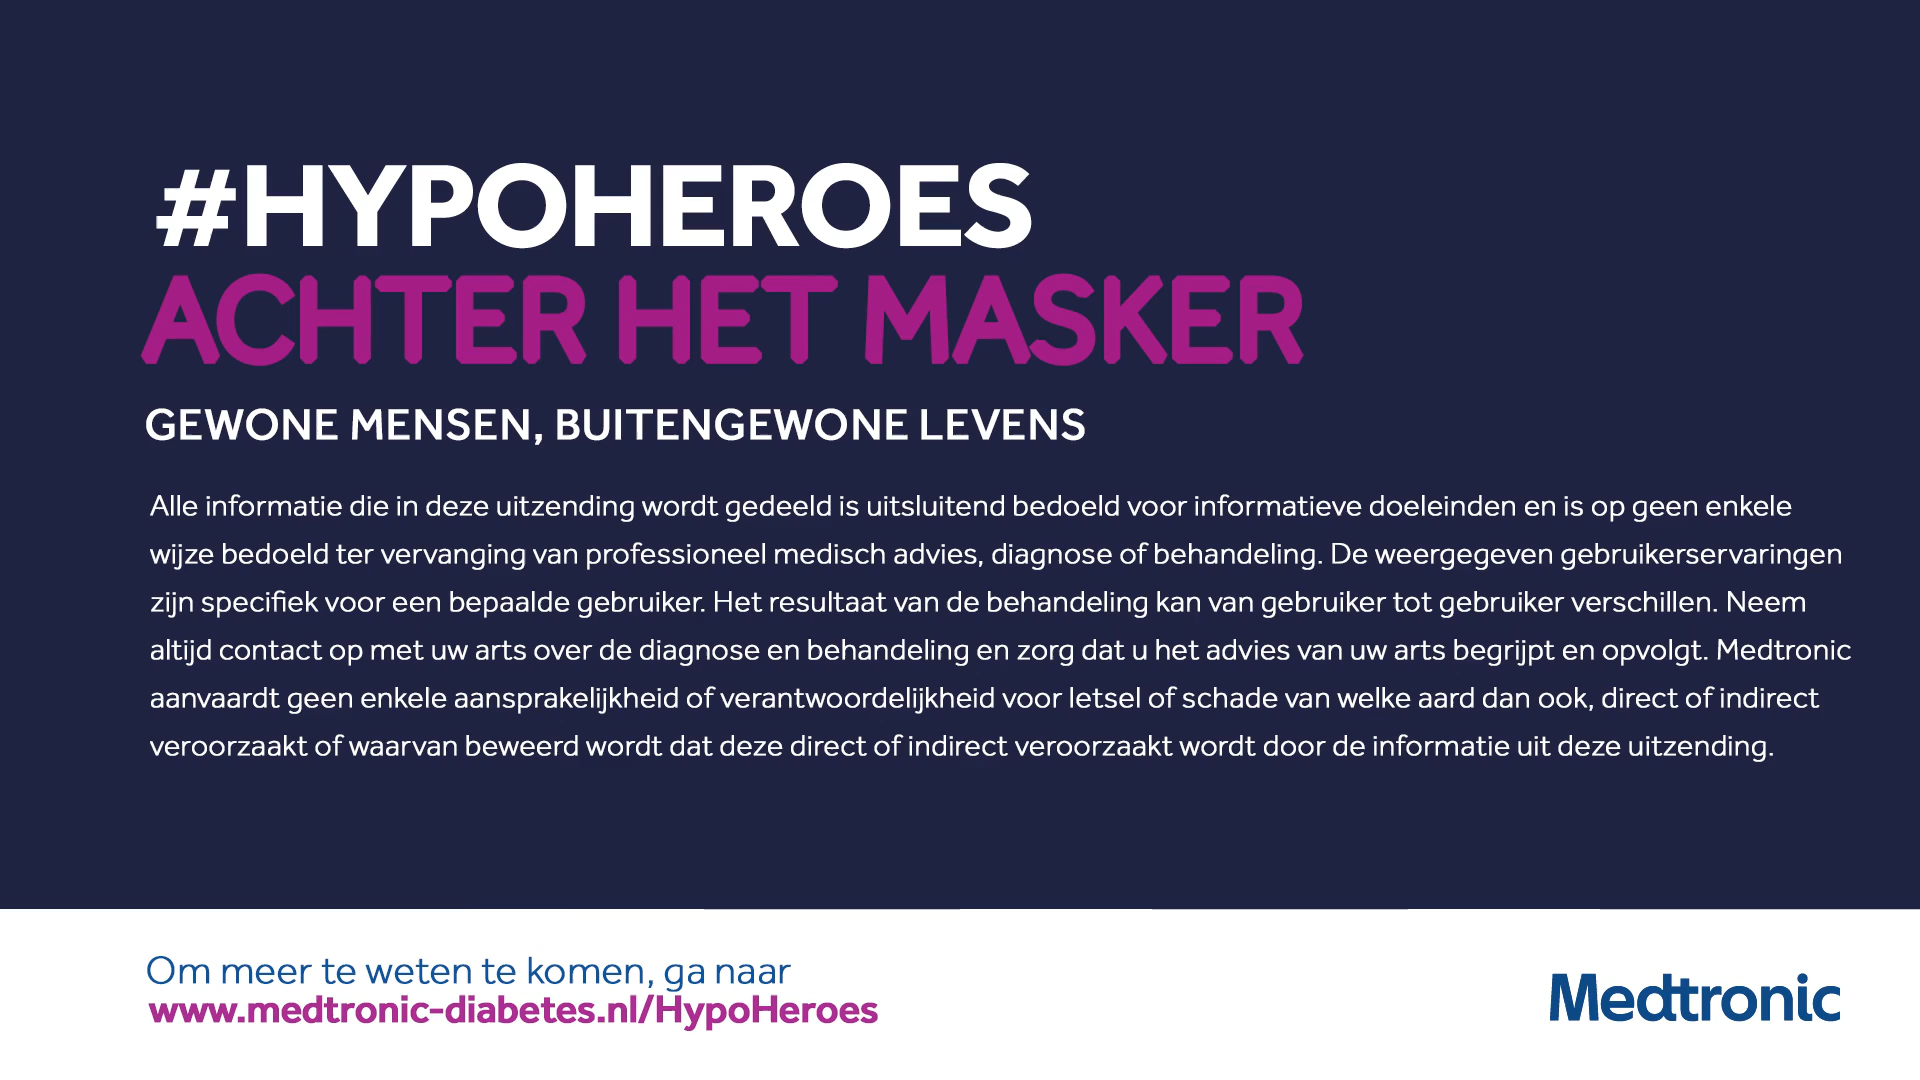 #HYPOHEROES
ACHTER HET MASKER
GEWONE MENSEN, BUITENGEWONE LEVENS
Alle informatie die in deze uitzending wordt gedeeld is uitsluitend bedoeld voor informatieve doeleinden en is op geen enkele
wijze bedoeld ter vervanging van professioneel medisch advies, diagnose of behandeling. De weergegeven gebruikerservaringen
zijn specifiek voor een bepaalde gebruiker. Het resultaat van de behandeling kan van gebruiker tot gebruiker verschillen. Neem
altijd contact op met uw arts over de diagnose en behandeling en zorg dat u het advies van uw arts begrijpt en opvolgt. Medtronic
aanvaardt geen enkele aansprakelijkheid of verantwoordelijkheid voor letsel of schade van welke aard dan ook, direct of indirect
veroorzaakt of waarvan beweerd wordt dat deze direct of indirect veroorzaakt wordt door de informatie uit deze uitzending.
Om meer te weten te komen, ga naar
www.medtronic-diabetes.nl/HypoHeroes
Medtronic